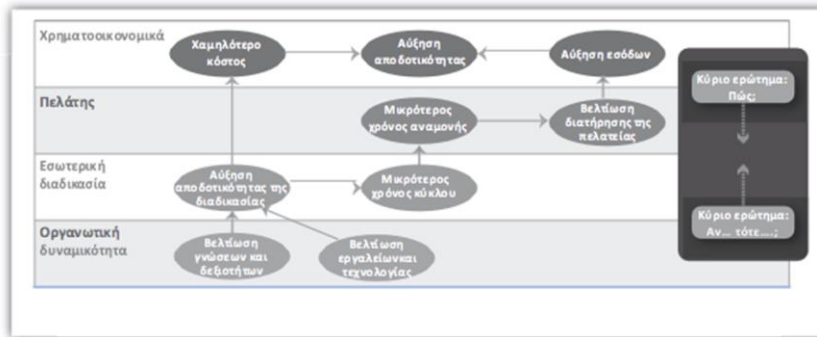 Χρηματοοικονομικά
Χαμηλότερο
κόστος
Αύξηση
αποδοτικότητας
Αύξηση εσόδων
Πελάτης
Μικρότερος
χρόνος αναμονής
Βελτίωση
διατήρησης της
πελατείας
Εσωτερική
διαδικασία
Αύξηση
αποδοτικότητας της
διαδικασίας
Μικρότερος
χρόνος κύκλου
Οργανωτική
δυναμικότητα
Βελτίωση
γνώσεων και
δεξιοτήτων
Βελτίωση
εργαλείωνκαι
τεχνολογίας
Κύριο ερώτημα:
Πώς;
Κύριο ερώτημα:
Αν... τότε....;